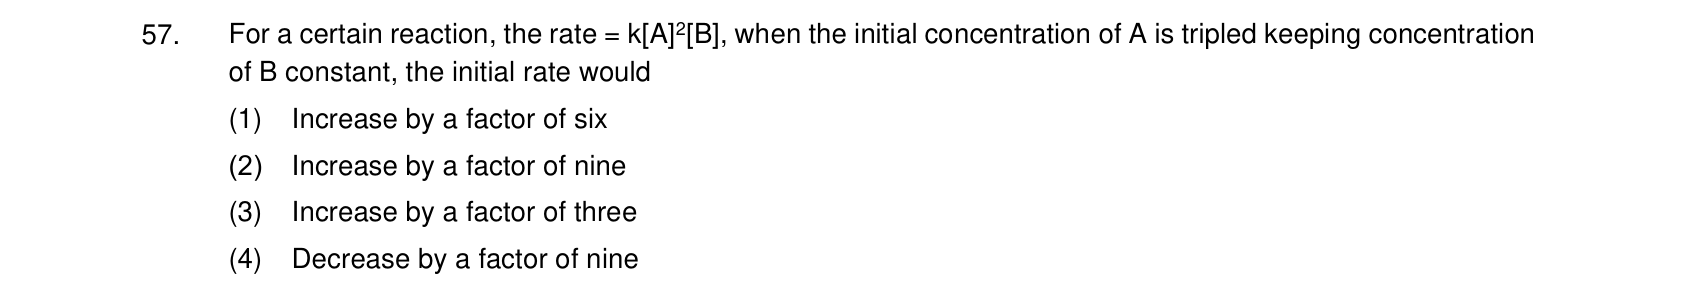 57. For a certain reaction, the rate = k[A]²[B], when the initial concentration of A is tripled keeping concentration
of B constant, the initial rate would
(1) Increase by a factor of six
(2) Increase by a factor of nine
(3) Increase by a factor of three
(4) Decrease by a factor of nine